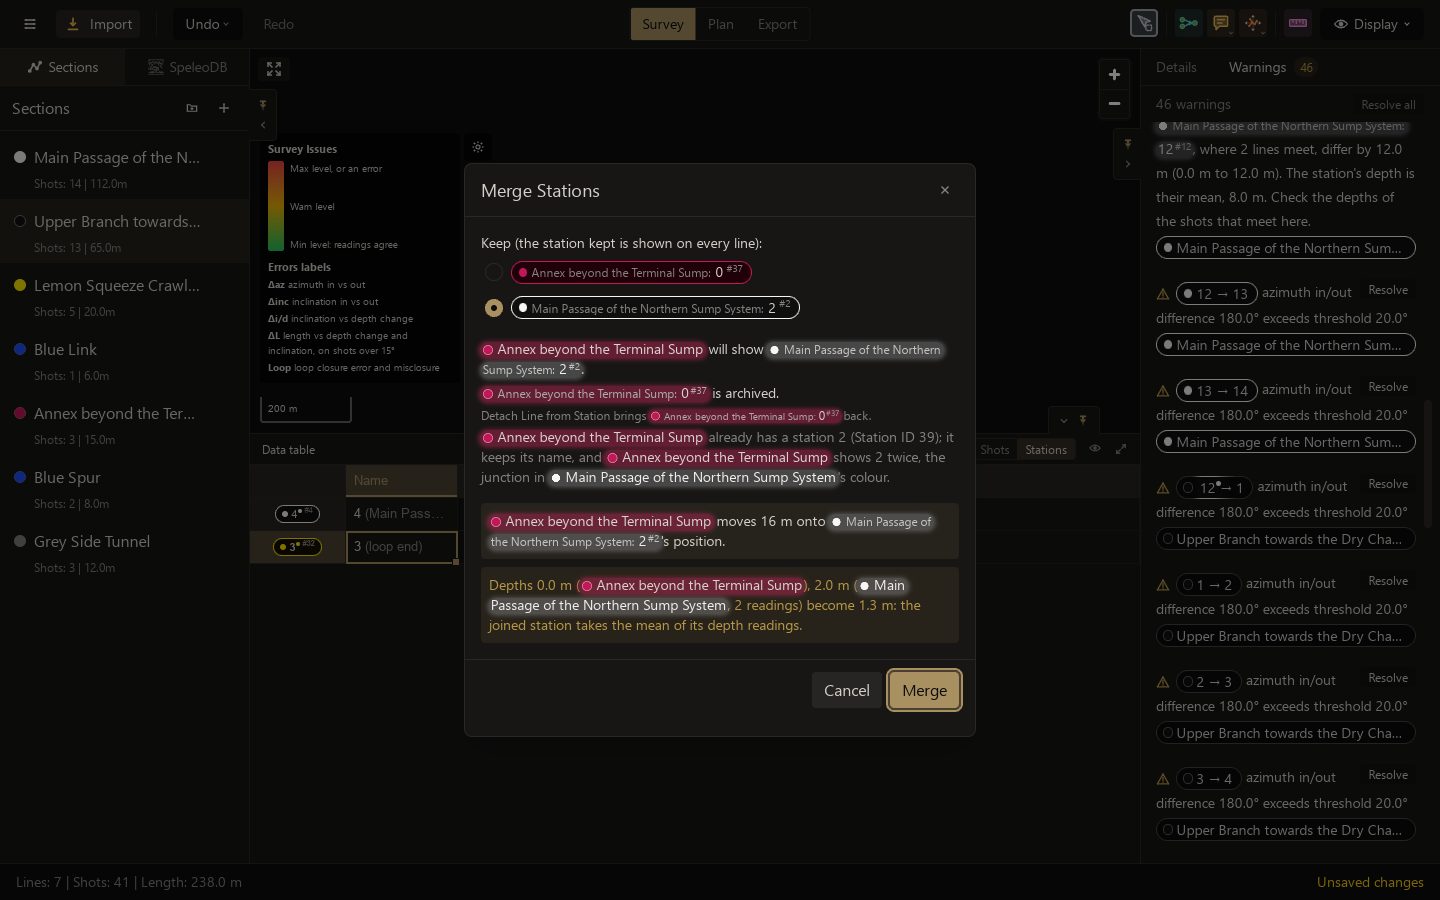 Import
Undo
Redo
Survey
Plan
Export
Display
Sections
SpeleoDB
Details
Warnings
46
Sections
Main Passage of the N...
Shots: 14 | 112.0m
Upper Branch towards...
Shots: 13 | 65.0m
Lemon Squeeze Crawl...
Shots: 5 | 20.0m
Blue Link
Shots: 1 | 6.0m
Annex beyond the Ter...
Shots: 3 | 15.0m
Blue Spur
Shots: 2 | 8.0m
Grey Side Tunnel
Shots: 3 | 12.0m
Survey Issues
Max level, or an error
Warn level
Min level: readings agree
Errors labels
Δaz azimuth in vs out
Δinc inclination in vs out
Δi/d inclination vs depth change
ΔL length vs depth change and
inclination, on shots over 15°
Loop loop closure error and misclosure
200 m
Data table
Shots
Stations
Name
4 #4
4 (Main Pass...
3 #32
3 (loop end)
Merge Stations
Keep (the station kept is shown on every line):
Annex beyond the Terminal Sump: 0 #37
Main Passage of the Northern Sump System: 2 #2
Annex beyond the Terminal Sump will show Main Passage of the Northern
Sump System: 2 #2.
Annex beyond the Terminal Sump: 0 #37 is archived.
Detach Line from Station brings Annex beyond the Terminal Sump: 0 #37 back.
Annex beyond the Terminal Sump already has a station 2 (Station ID 39); it
keeps its name, and Annex beyond the Terminal Sump shows 2 twice, the
junction in Main Passage of the Northern Sump System's colour.
Annex beyond the Terminal Sump moves 16 m onto Main Passage of
the Northern Sump System: 2 #2's position.
Depths 0.0 m (Annex beyond the Terminal Sump), 2.0 m (Main
Passage of the Northern Sump System, 2 readings) become 1.3 m: the
joined station takes the mean of its depth readings.
Cancel
Merge
46 warnings
Resolve all
Main Passage of the Northern Sump System:
12 #12, where 2 lines meet, differ by 12.0
m (0.0 m to 12.0 m). The station's depth is
their mean, 8.0 m. Check the depths of
the shots that meet here.
Main Passage of the Northern Sum...
12 → 13 azimuth in/out Resolve
difference 180.0° exceeds threshold 20.0°
Main Passage of the Northern Sum...
13 → 14 azimuth in/out Resolve
difference 180.0° exceeds threshold 20.0°
Main Passage of the Northern Sum...
12 → 1 azimuth in/out Resolve
difference 180.0° exceeds threshold 20.0°
Upper Branch towards the Dry Cha...
1 → 2 azimuth in/out Resolve
difference 180.0° exceeds threshold 20.0°
Upper Branch towards the Dry Cha...
2 → 3 azimuth in/out Resolve
difference 180.0° exceeds threshold 20.0°
Upper Branch towards the Dry Cha...
3 → 4 azimuth in/out Resolve
difference 180.0° exceeds threshold 20.0°
Upper Branch towards the Dry Cha...
Lines: 7 | Shots: 41 | Length: 238.0 m
Unsaved changes